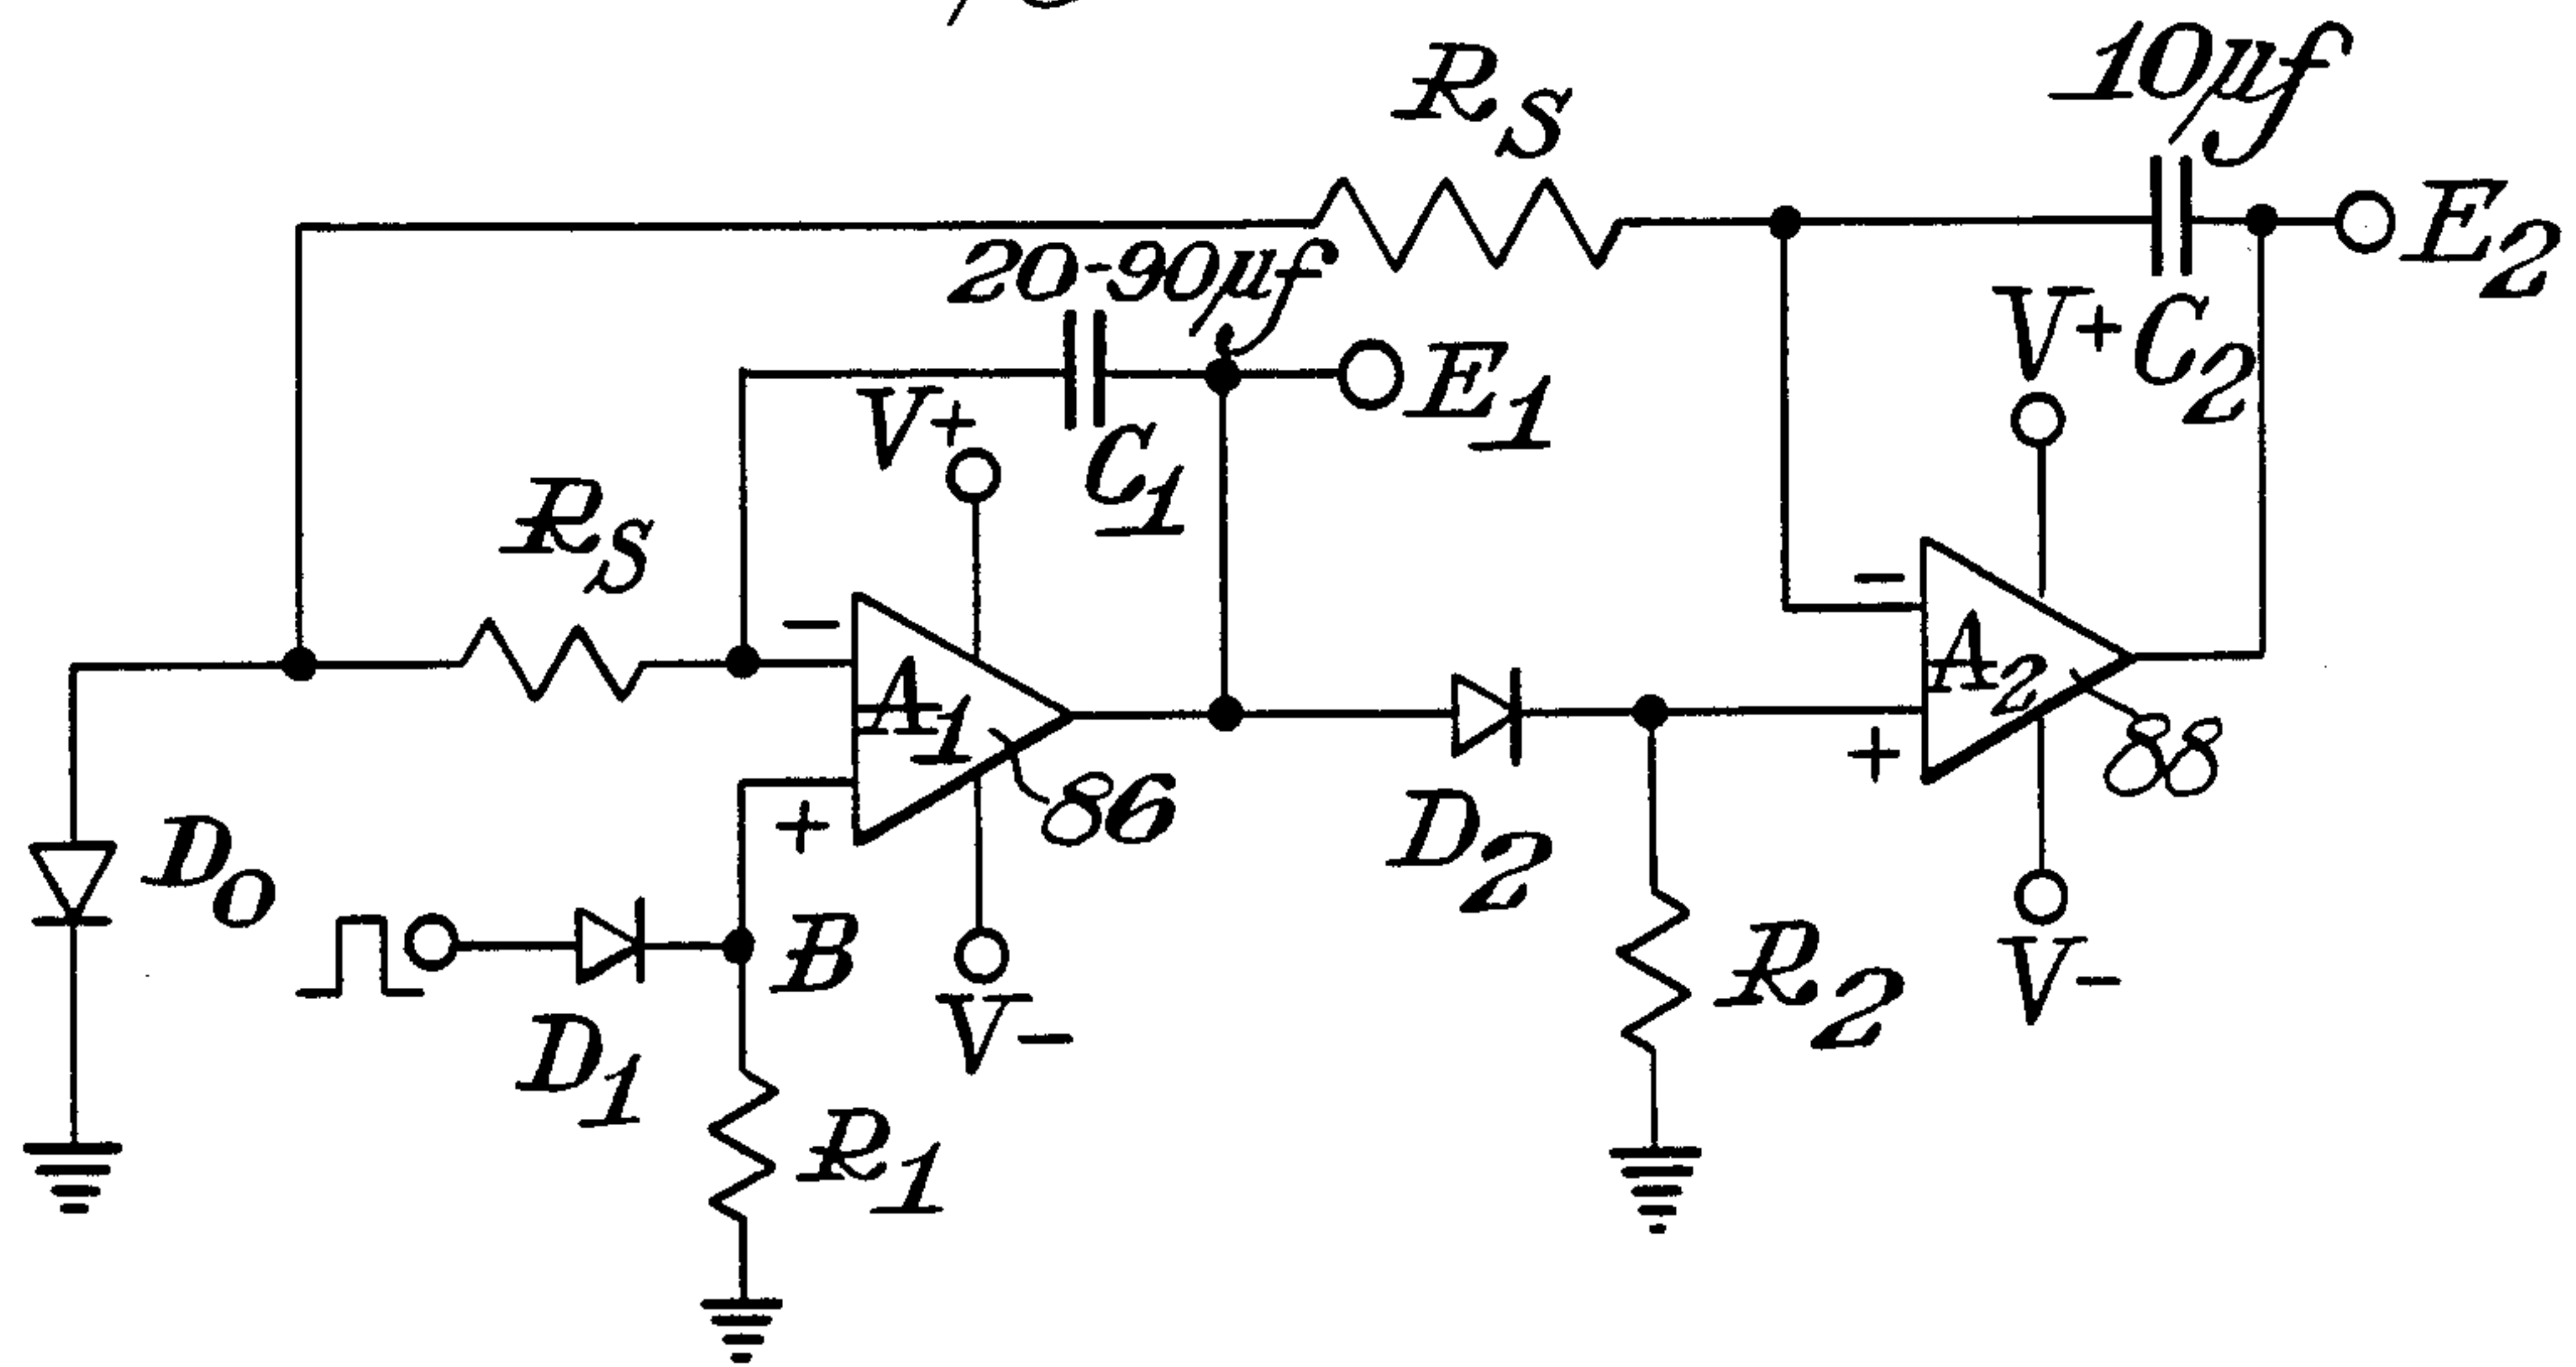 RS
10µf
E2
20-90µf
V+
C2
E1
V+
C1
RS
-
-
A1
A2
+
+
86
88
D0
D2
B
R2
V-
V-
D1
R1